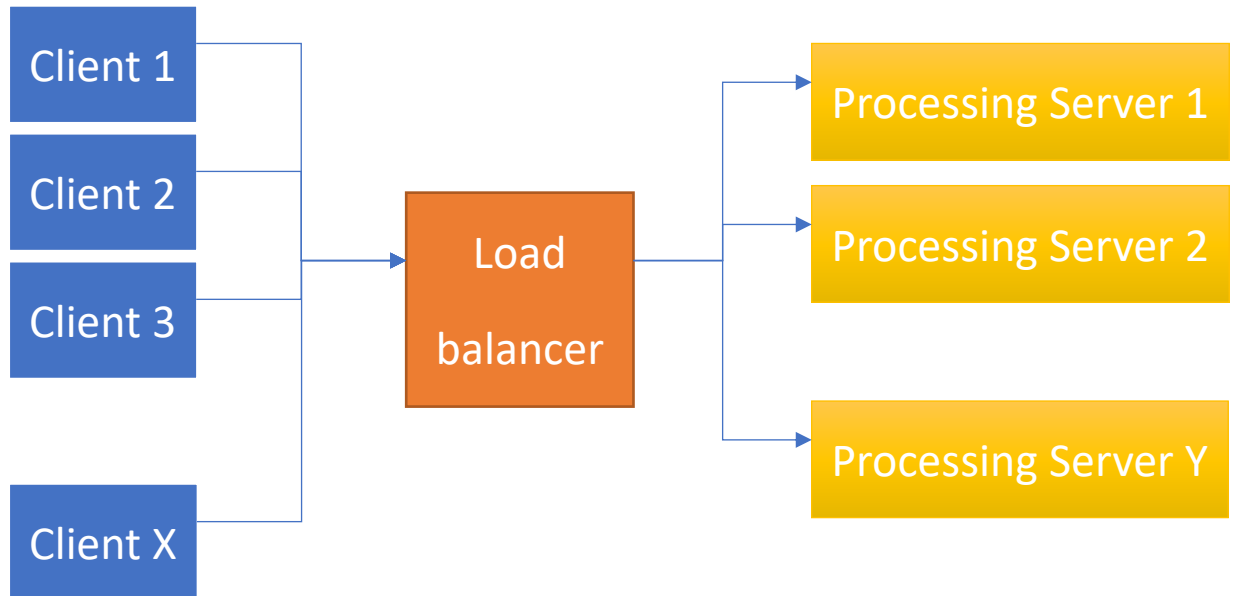 Client 1
Client 2
Client 3
Client X
Load
balancer
Processing Server 1
Processing Server 2
Processing Server Y